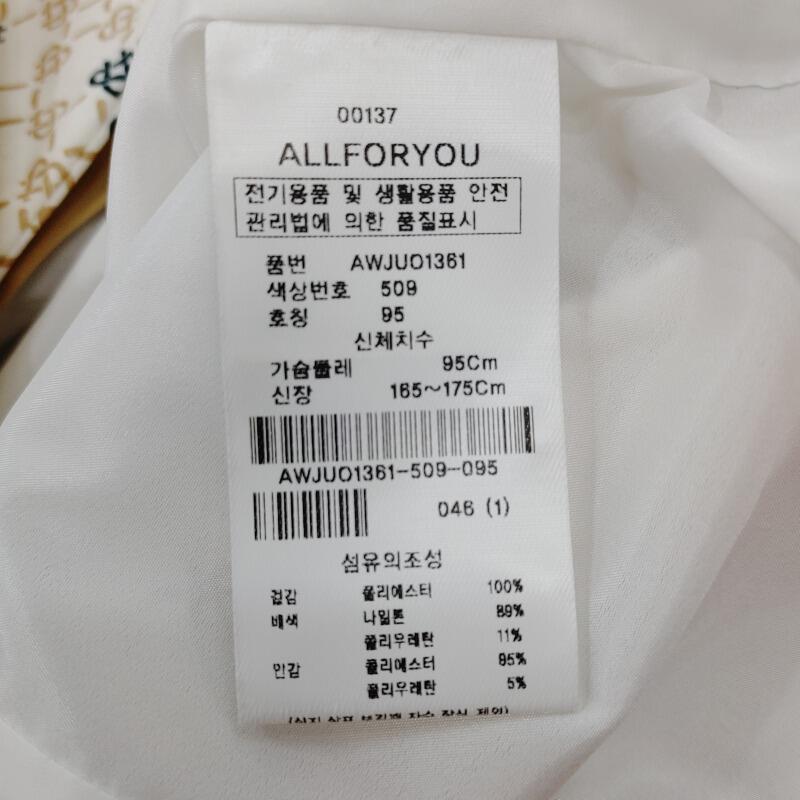 00137
ALLFORYOU
전기용품 및 생활용품 안전
관리법에 의한 품질표시
품번 AWJUO1361
색상번호 509
호칭 95
신체치수
가슴둘레 95Cm
신장 165~175Cm
AWJUO1361-509-095
046 (1)
섬유의조성
겉감 폴리에스터 100%
배색 나일론 89%
폴리우레탄 11%
안감 폴리에스터 95%
폴리우레탄 5%